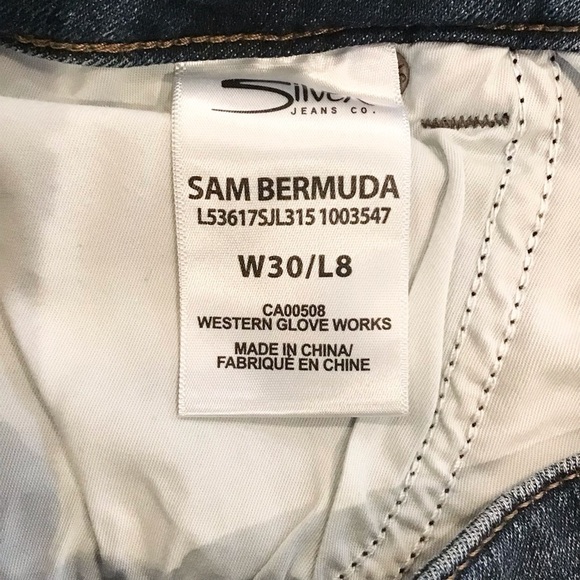 Silver
JEANS CO.
SAM BERMUDA
L53617SJL315 1003547
W30/L8
CA00508
WESTERN GLOVE WORKS
MADE IN CHINA/
FABRIQUÉ EN CHINE